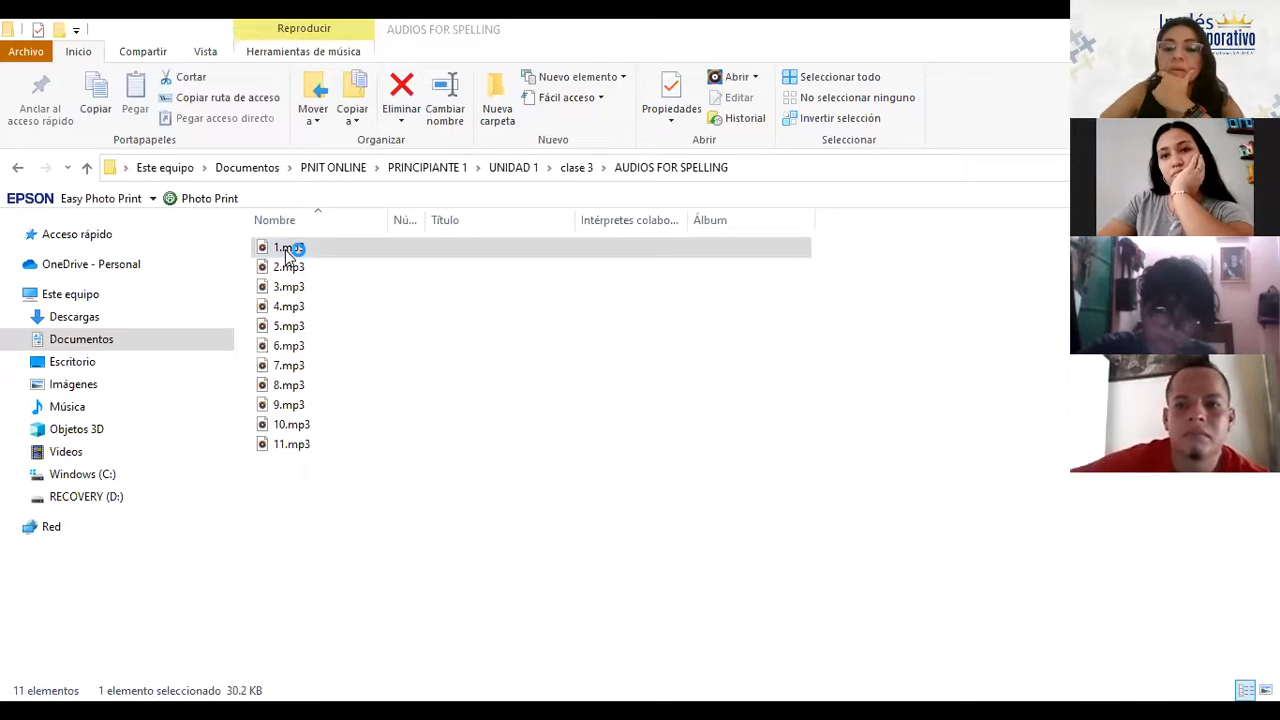 Reproducir
AUDIOS FOR SPELLING
Archivo
Inicio
Compartir
Vista
Herramientas de música
Anclar al
acceso rápido
Copiar
Pegar
Cortar
Copiar ruta de acceso
Pegar acceso directo
Portapapeles
Mover
a
Copiar
a
Eliminar
Cambiar
nombre
Organizar
Nueva
carpeta
Nuevo elemento
Fácil acceso
Nuevo
Propiedades
Abrir
Editar
Historial
Abrir
Seleccionar todo
No seleccionar ninguno
Invertir selección
Seleccionar
Este equipo
Documentos
PNIT ONLINE
PRINCIPIANTE 1
UNIDAD 1
clase 3
AUDIOS FOR SPELLING
EPSON Easy Photo Print Photo Print
Nombre
Nú...
Título
Intérpretes colabo...
Álbum
Acceso rápido
OneDrive - Personal
Este equipo
Descargas
Documentos
Escritorio
Imágenes
Música
Objetos 3D
Videos
Windows (C:)
RECOVERY (D:)
Red
2.mp3
3.mp3
4.mp3
5.mp3
6.mp3
7.mp3
8.mp3
9.mp3
10.mp3
11.mp3
11 elementos
1 elemento seleccionado 30.2 KB